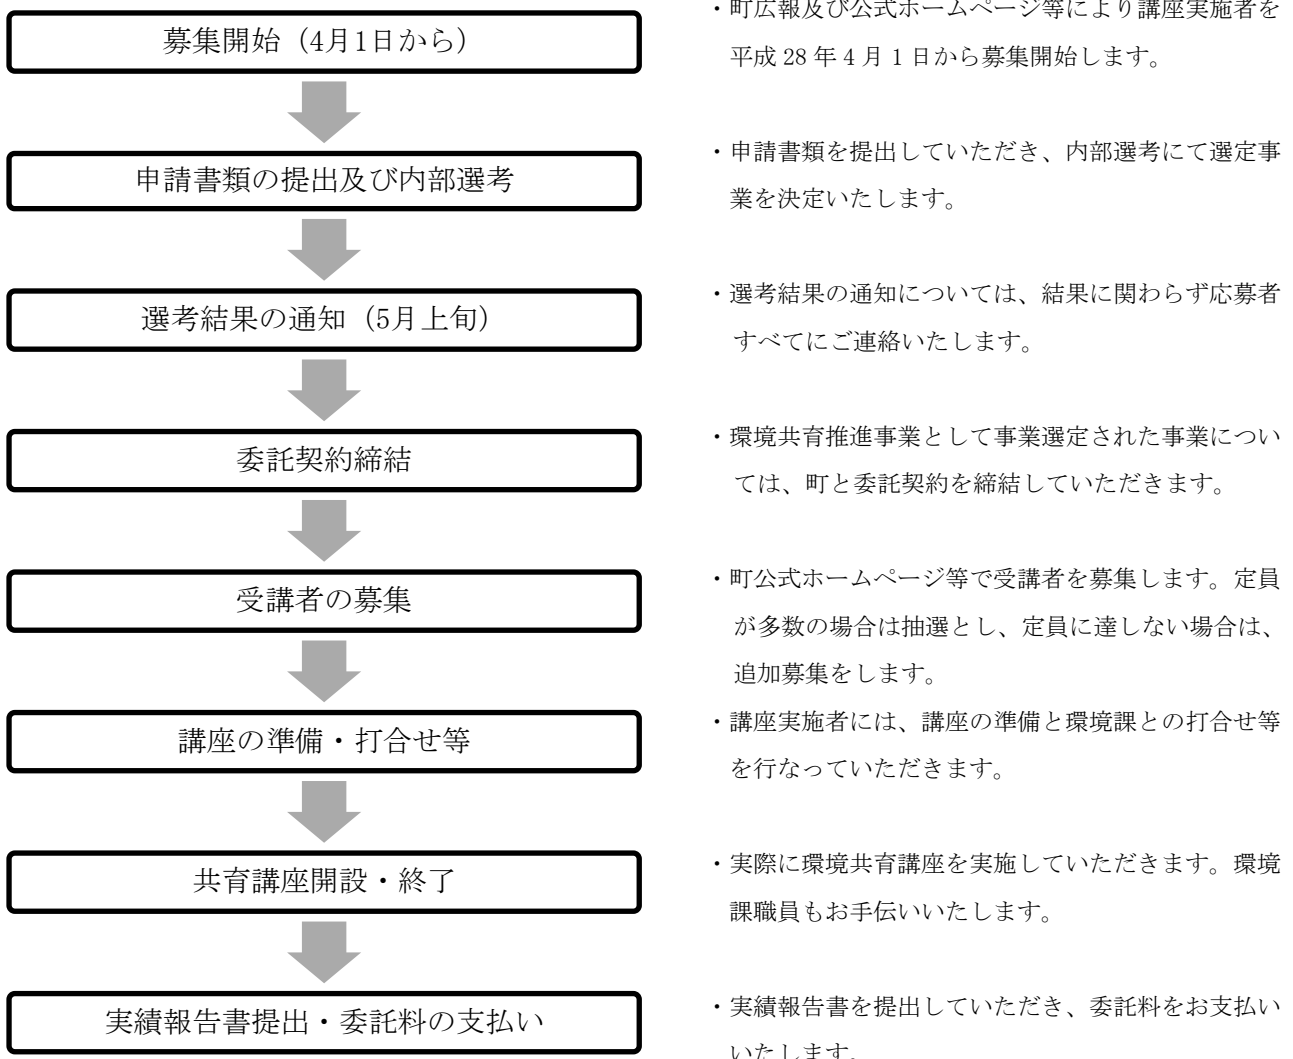 募集開始（4月1日から）
・町広報及び公式ホームページ等により講座実施者を
平成 28 年 4 月 1 日から募集開始します。
申請書類の提出及び内部選考
・申請書類を提出していただき、内部選考にて選定事
業を決定いたします。
選考結果の通知（5月上旬）
・選考結果の通知については、結果に関わらず応募者
すべてにご連絡いたします。
委託契約締結
・環境共育推進事業として事業選定された事業につい
ては、町と委託契約を締結していただきます。
受講者の募集
・町公式ホームページ等で受講者を募集します。定員
が多数の場合は抽選とし、定員に達しない場合は、
追加募集をします。
講座の準備・打合せ等
・講座実施者には、講座の準備と環境課との打合せ等
を行なっていただきます。
共育講座開設・終了
・実際に環境共育講座を実施していただきます。環境
課職員もお手伝いいたします。
実績報告書提出・委託料の支払い
・実績報告書を提出していただき、委託料をお支払い
いたします。